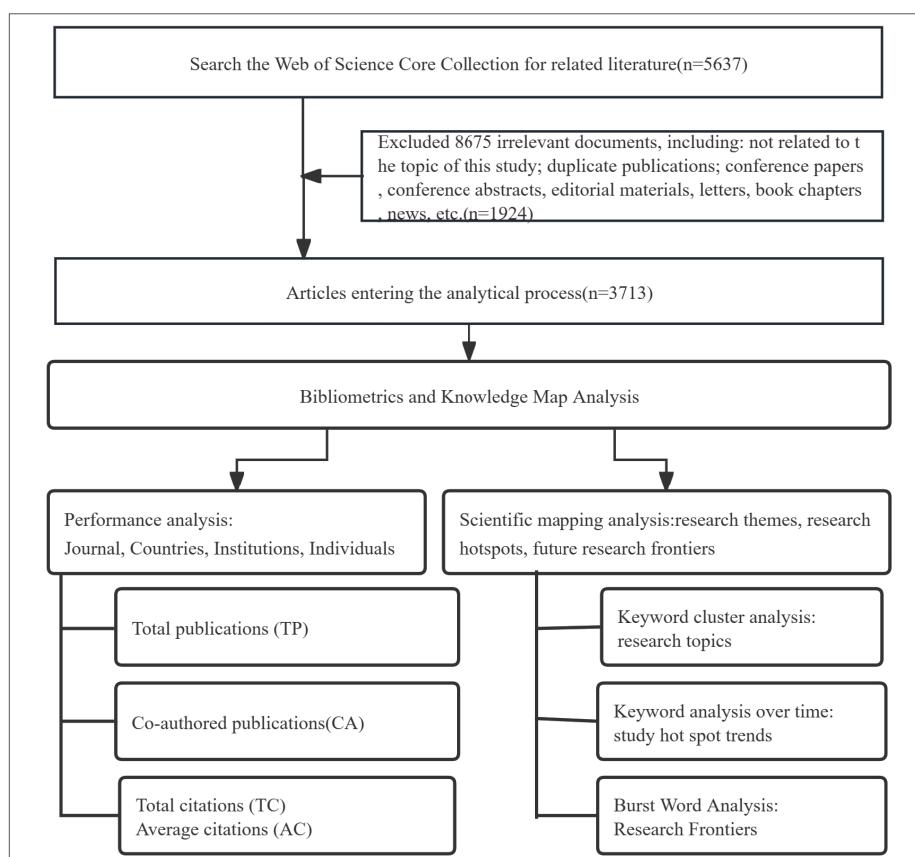 Search the Web of Science Core Collection for related literature(n=5637)
Excluded 8675 irrelevant documents, including: not related to t
he topic of this study; duplicate publications; conference papers
, conference abstracts, editorial materials, letters, book chapters
, news, etc.(n=1924)
Articles entering the analytical process(n=3713)
Bibliometrics and Knowledge Map Analysis
Performance analysis:
Journal, Countries, Institutions, Individuals
Scientific mapping analysis:research themes, research
hotspots, future research frontiers
Total publications (TP)
Co-authored publications(CA)
Total citations (TC)
Average citations (AC)
Keyword cluster analysis:
research topics
Keyword analysis over time:
study hot spot trends
Burst Word Analysis:
Research Frontiers